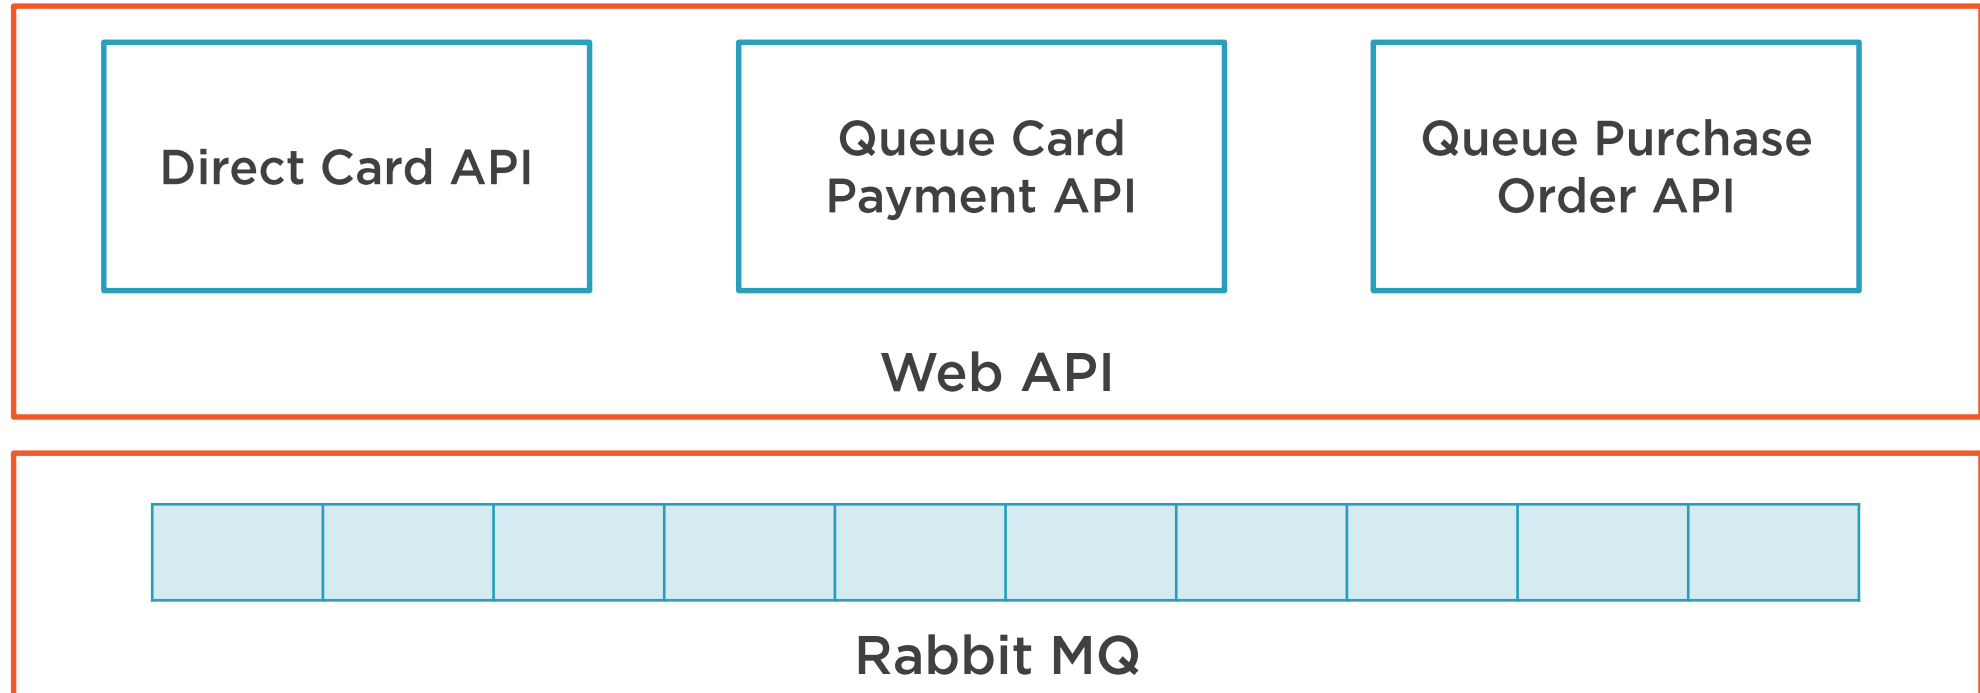 Direct Card API
Queue Card
Payment API
Queue Purchase
Order API
Web API
Rabbit MQ